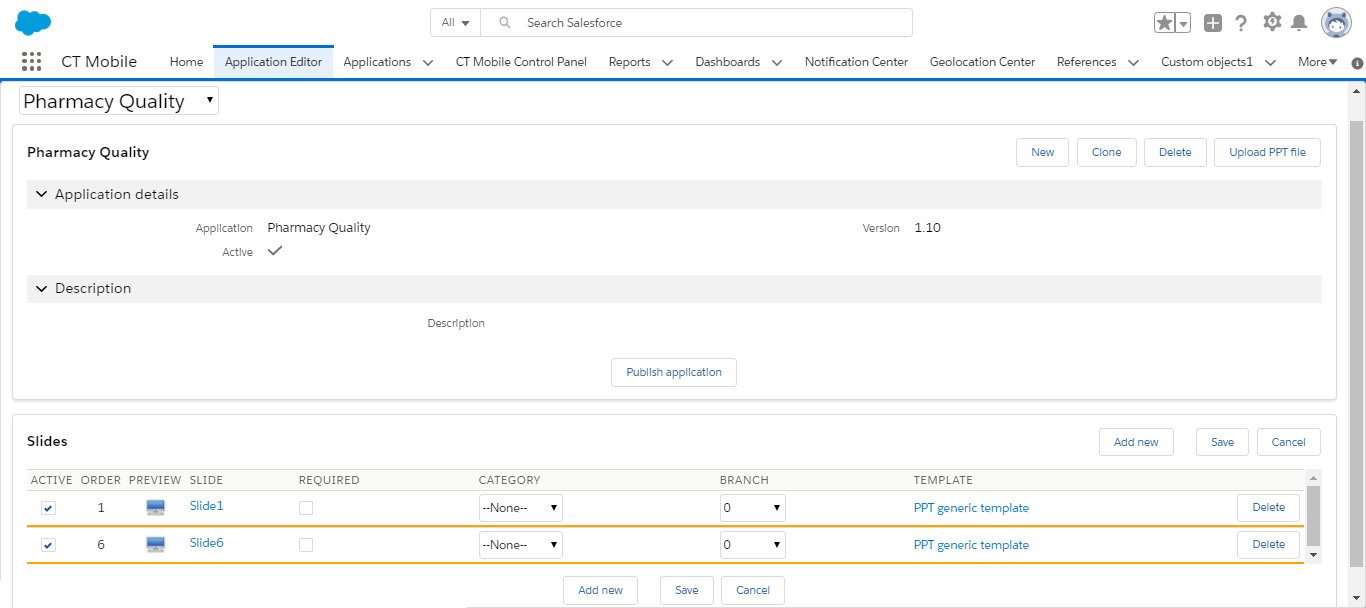 All Search Salesforce
CT Mobile Home Application Editor Applications CT Mobile Control Panel Reports Dashboards Notification Center Geolocation Center References Custom objects1 More
Pharmacy Quality
Pharmacy Quality New Clone Delete Upload PPT file
Application details
Application Pharmacy Quality Version 1.10
Active
Description
Description
Publish application
Slides Add new Save Cancel
ACTIVE ORDER PREVIEW SLIDE REQUIRED CATEGORY BRANCH TEMPLATE
1 Slide1 --None-- 0 PPT generic template Delete
6 Slide6 --None-- 0 PPT generic template Delete
Add new Save Cancel